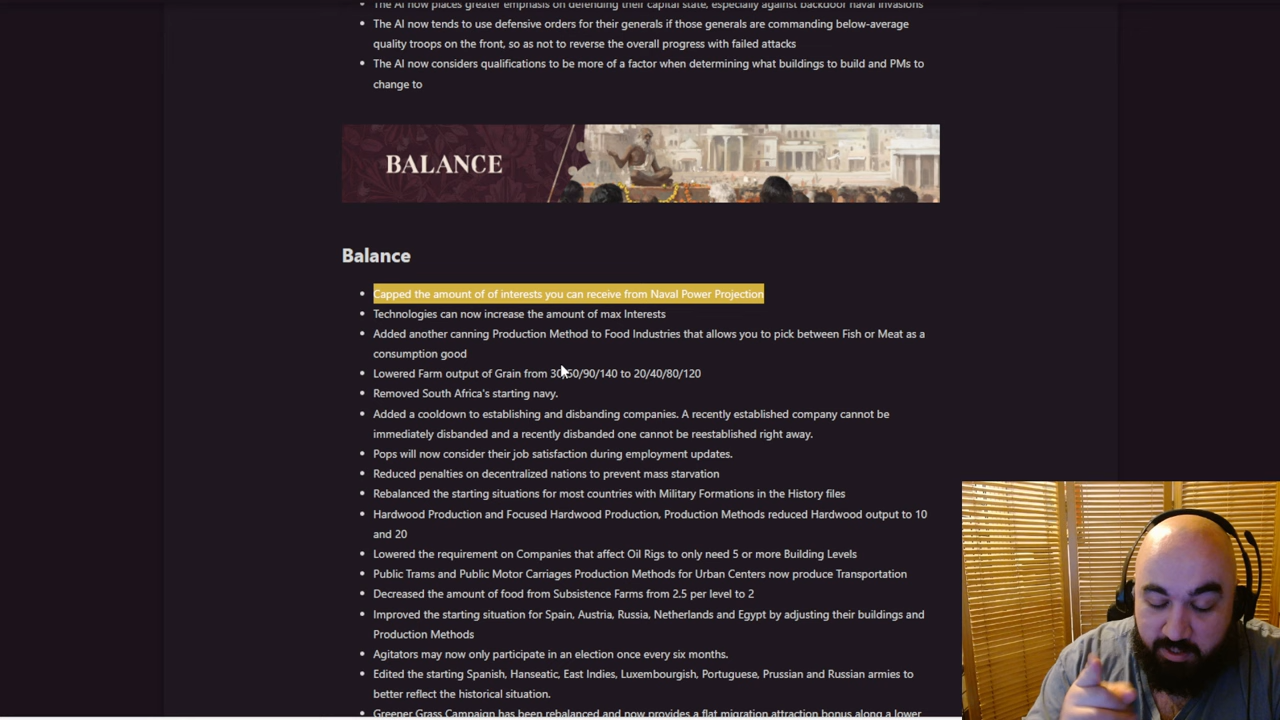 The AI now places greater emphasis on defending their capital state, especially against backdoor naval invasions
The AI now tends to use defensive orders for their generals if those generals are commanding below-average
quality troops on the front, so as not to reverse the overall progress with failed attacks
The AI now considers qualifications to be more of a factor when determining what buildings to build and PMs to
change to
BALANCE
Balance
Capped the amount of of interests you can receive from Naval Power Projection
Technologies can now increase the amount of max Interests
Added another canning Production Method to Food Industries that allows you to pick between Fish or Meat as a
consumption good
Lowered Farm output of Grain from 30/50/90/140 to 20/40/80/120
Removed South Africa's starting navy.
Added a cooldown to establishing and disbanding companies. A recently established company cannot be
immediately disbanded and a recently disbanded one cannot be reestablished right away.
Pops will now consider their job satisfaction during employment updates.
Reduced penalties on decentralized nations to prevent mass starvation
Rebalanced the starting situations for most countries with Military Formations in the History files
Hardwood Production and Focused Hardwood Production, Production Methods reduced Hardwood output to 10
and 20
Lowered the requirement on Companies that affect Oil Rigs to only need 5 or more Building Levels
Public Trams and Public Motor Carriages Production Methods for Urban Centers now produce Transportation
Decreased the amount of food from Subsistence Farms from 2.5 per level to 2
Improved the starting situation for Spain, Austria, Russia, Netherlands and Egypt by adjusting their buildings and
Production Methods
Agitators may now only participate in an election once every six months.
Edited the starting Spanish, Hanseatic, East Indies, Luxembourgish, Portuguese, Prussian and Russian armies to
better reflect the historical situation.
Greener Grass Campaign has been rebalanced and now provides a flat migration attraction bonus along a lower